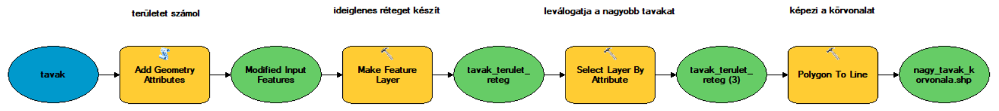 területet számol
ideiglenes réteget készít
leválogatja a nagyobb tavakat
képezi a körvonalat
tavak
Add Geometry
Attributes
Modified Input
Features
Make Feature
Layer
tavak_terulet_
reteg
Select Layer By
Attribute
tavak_terulet_
reteg (3)
Polygon To Line
nagy_tavak_k
orvonala.shp